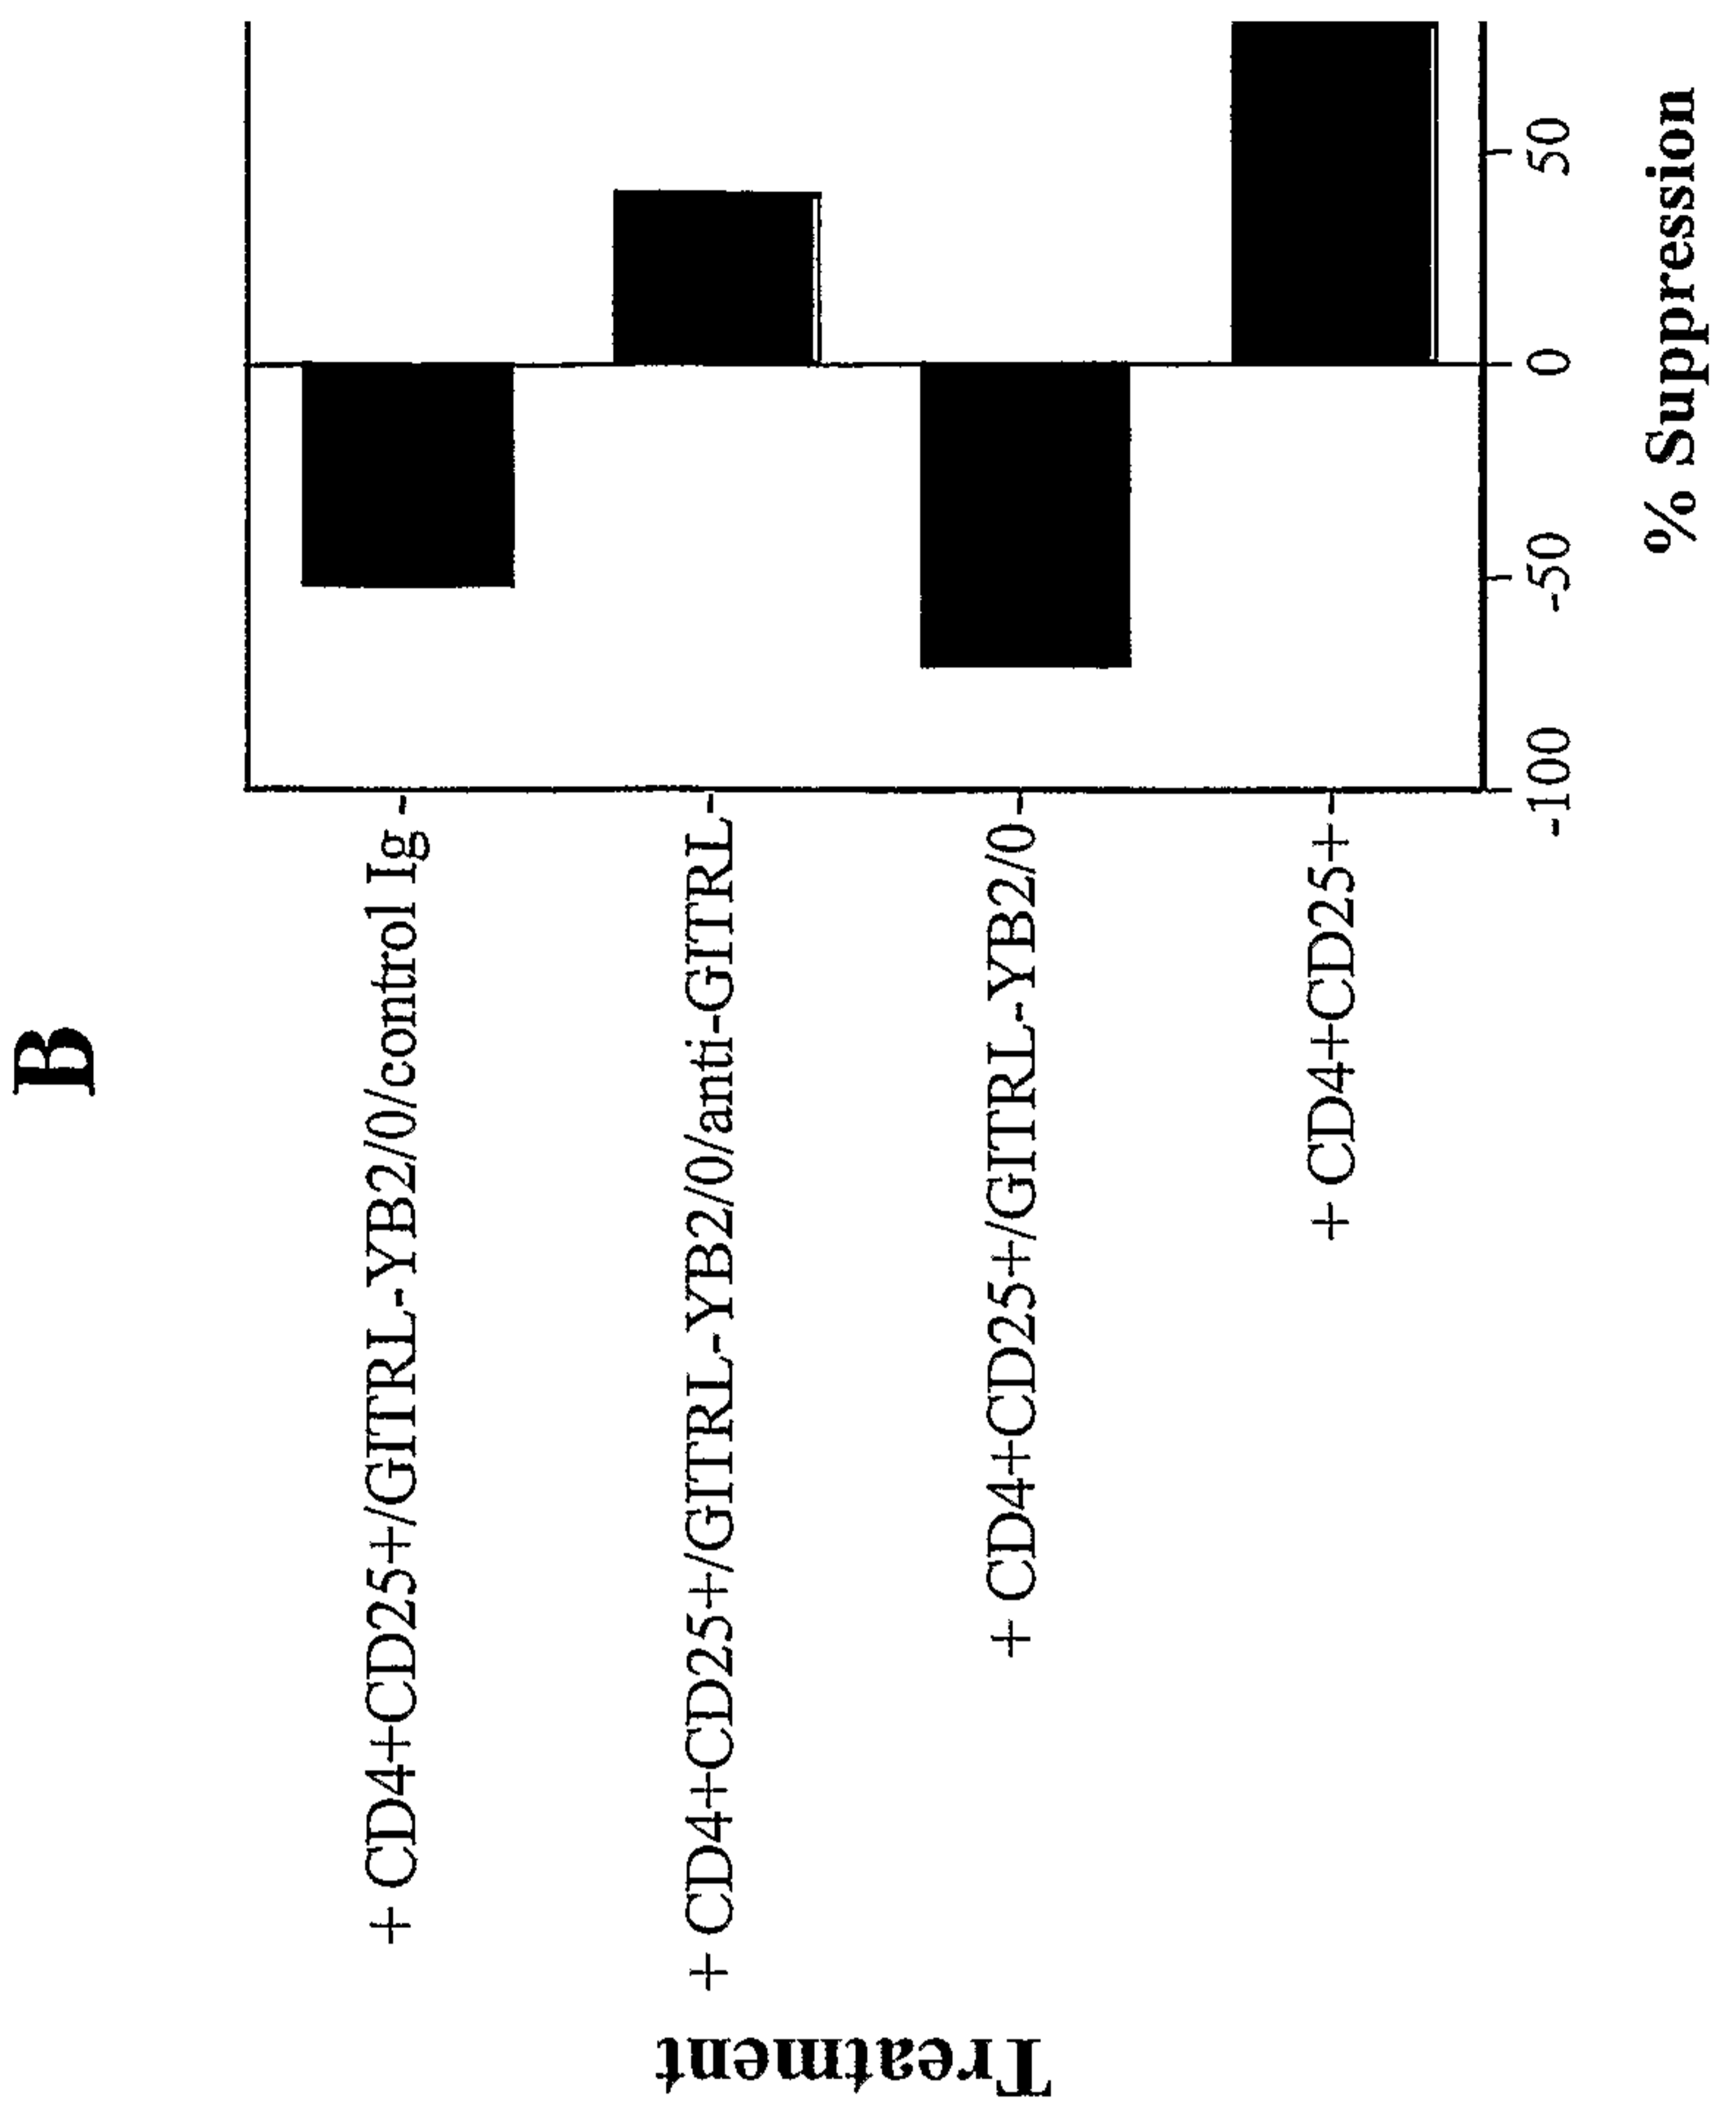 B
Treatment
+ CD4+CD25+/GITRL-YB2/0/control Ig
+ CD4+CD25+/GITRL-YB2/0/anti-GITRL
+ CD4+CD25+/GITRL-YB2/0
+ CD4+CD25+
-100 -50 0 50
% Suppression